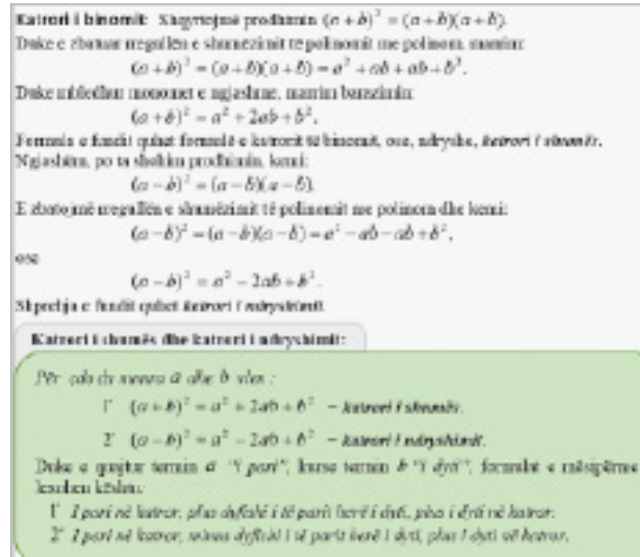 Katrori i binomit: Shqyrtojmë prodhimin (a + b)² = (a + b)(a + b).
Duke e zbatuar rregullën e shumëzimit të polinomit me polinom, marrim:
(a + b)² = (a + b)(a + b) = a² + ab + ab + b².
Duke mbledhur monomet e ngjashme, marrim barazimin:
(a + b)² = a² + 2ab + b².
Formula e fundit quhet formulë e katrorit të binomit, ose, ndryshe, katrori i shumës.
Ngjashëm, po ta shohim prodhimin, kemi:
(a − b)² = (a − b)(a − b).
E zbatojmë rregullën e shumëzimit të polinomit me polinom dhe kemi:
(a − b)² = (a − b)(a − b) = a² − ab − ab + b²,
ose
(a − b)² = a² − 2ab + b².
Shprehja e fundit quhet katrori i ndryshimit.
Katrori i shumës dhe katrori i ndryshimit:
Për çdo dy numra a dhe b vlen :
1° (a + b)² = a² + 2ab + b² – katrori i shumës.
2° (a − b)² = a² − 2ab + b² – katrori i ndryshimit.
Duke e quajtur termin a "i pari", kurse termin b "i dyti", formulat e mësipërme
lexohen kështu:
1° I pari në katror, plus dyfishi i të parit herë i dyti, plus i dyti në katror.
2° I pari në katror, minus dyfishi i të parit herë i dyti, plus i dyti në katror.